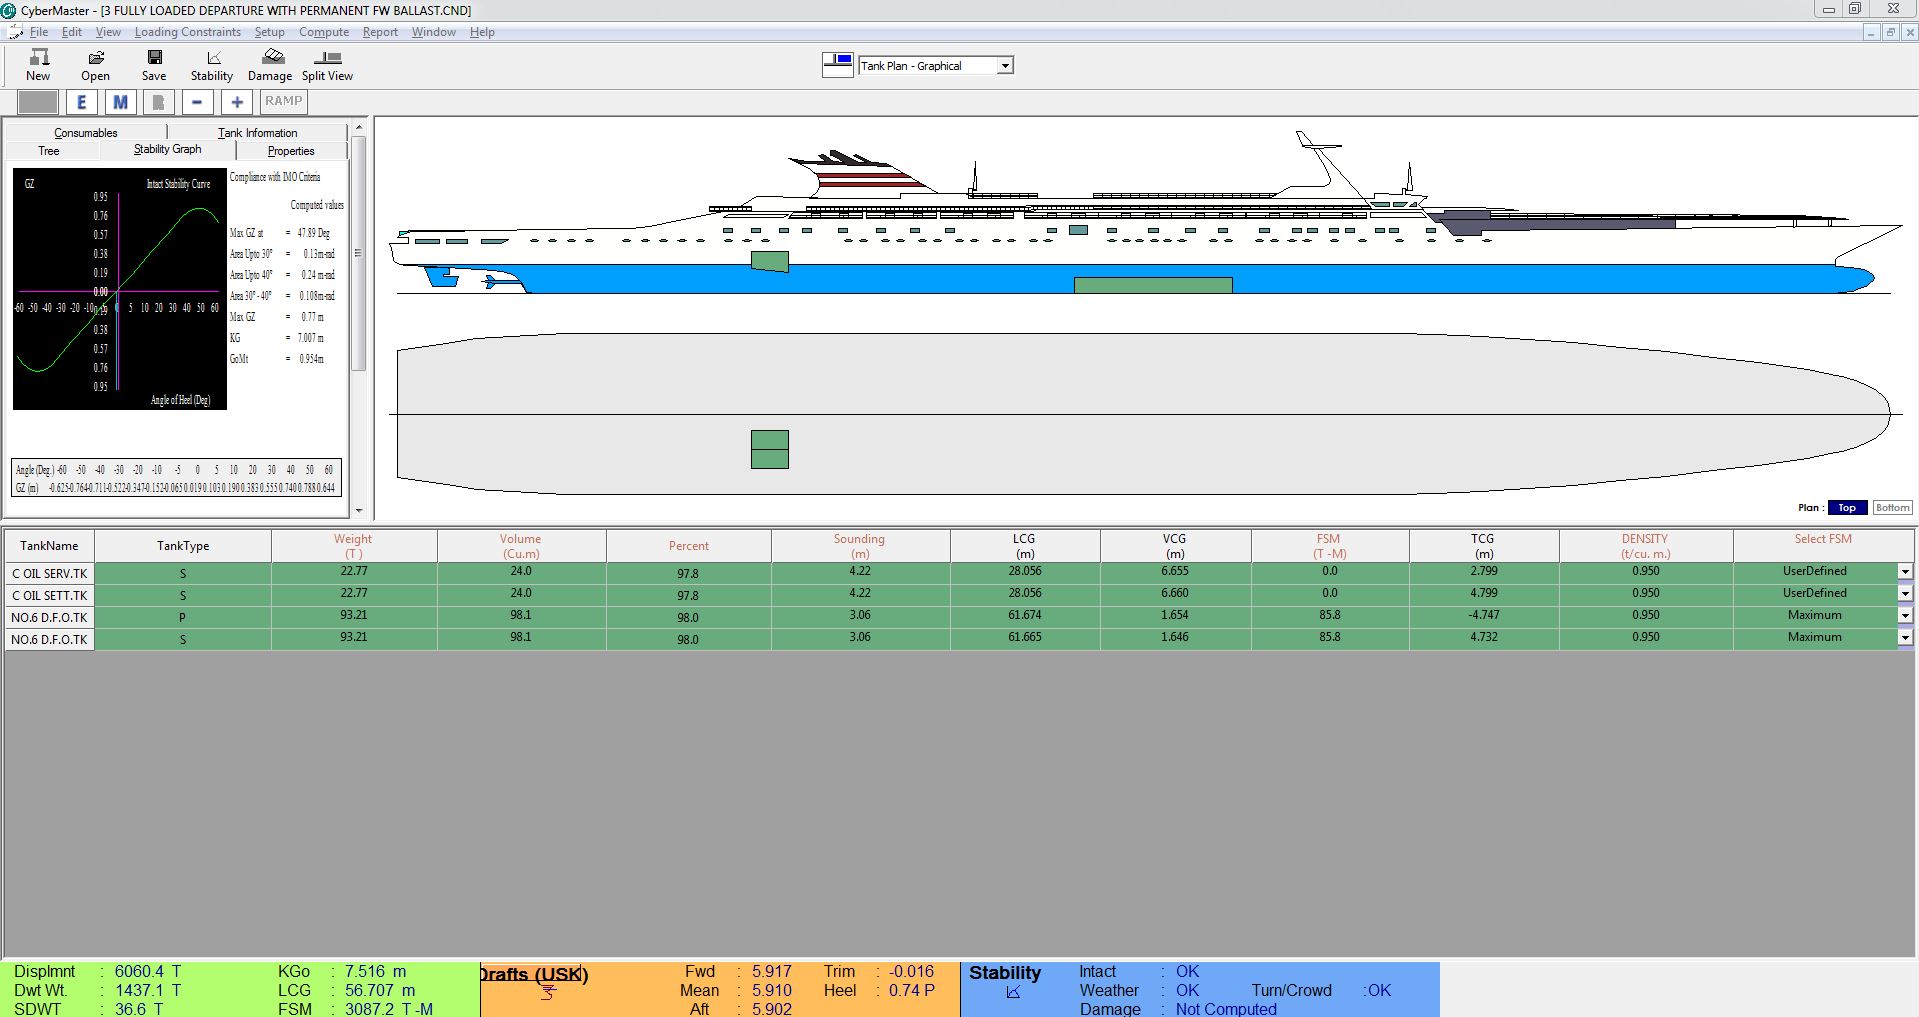 CyberMaster - [3 FULLY LOADED DEPARTURE WITH PERMANENT FW BALLAST.CND]
File Edit View Loading Constraints Setup Compute Report Window Help
New Open Save Stability Damage Split View
Tank Plan - Graphical
E M R - + RAMP
Consumables Tank Information
Tree Stability Graph Properties
GZ Intact Stability Curve
0.95
0.76
0.57
0.38
0.19
0.00
-60 -50 -40 -30 -20 -10 0 5 10 20 30 40 50 60
0.19
0.38
0.57
0.76
0.95
Angle of Heel (Deg)
Compliance with IMO Criteria
Computed values
Max GZ at = 47.89 Deg
Area Upto 30° = 0.13m-rad
Area Upto 40° = 0.24 m-rad
Area 30° - 40° = 0.108m-rad
Max GZ = 0.77 m
KG = 7.007 m
GoMt = 0.954m
Angle (Deg.) -60 -50 -40 -30 -20 -10 -5 0 5 10 20 30 40 50 60
GZ (m) -0.625 -0.764 -0.711 -0.522 -0.347 -0.152 -0.065 0.019 0.103 0.190 0.383 0.555 0.740 0.788 0.644
Plan : Top Bottom
TankName TankType Weight (T ) Volume (Cu.m) Percent Sounding (m) LCG (m) VCG (m) FSM (T -M) TCG (m) DENSITY (t/cu. m.) Select FSM
C OIL SERV.TK S 22.77 24.0 97.8 4.22 28.056 6.655 0.0 2.799 0.950 UserDefined
C OIL SETT.TK S 22.77 24.0 97.8 4.22 28.056 6.660 0.0 4.799 0.950 UserDefined
NO.6 D.F.O.TK P 93.21 98.1 98.0 3.06 61.674 1.654 85.8 -4.747 0.950 Maximum
NO.6 D.F.O.TK S 93.21 98.1 98.0 3.06 61.665 1.646 85.8 4.732 0.950 Maximum
Displmnt : 6060.4 T KGo : 7.516 m
Dwt Wt. : 1437.1 T LCG : 56.707 m
SDWT : 36.6 T FSM : 3087.2 T -M
Drafts (USK) Fwd : 5.917 Trim : -0.016
Mean : 5.910 Heel : 0.74 P
Aft : 5.902
Stability Intact : OK
Weather : OK Turn/Crowd :OK
Damage : Not Computed